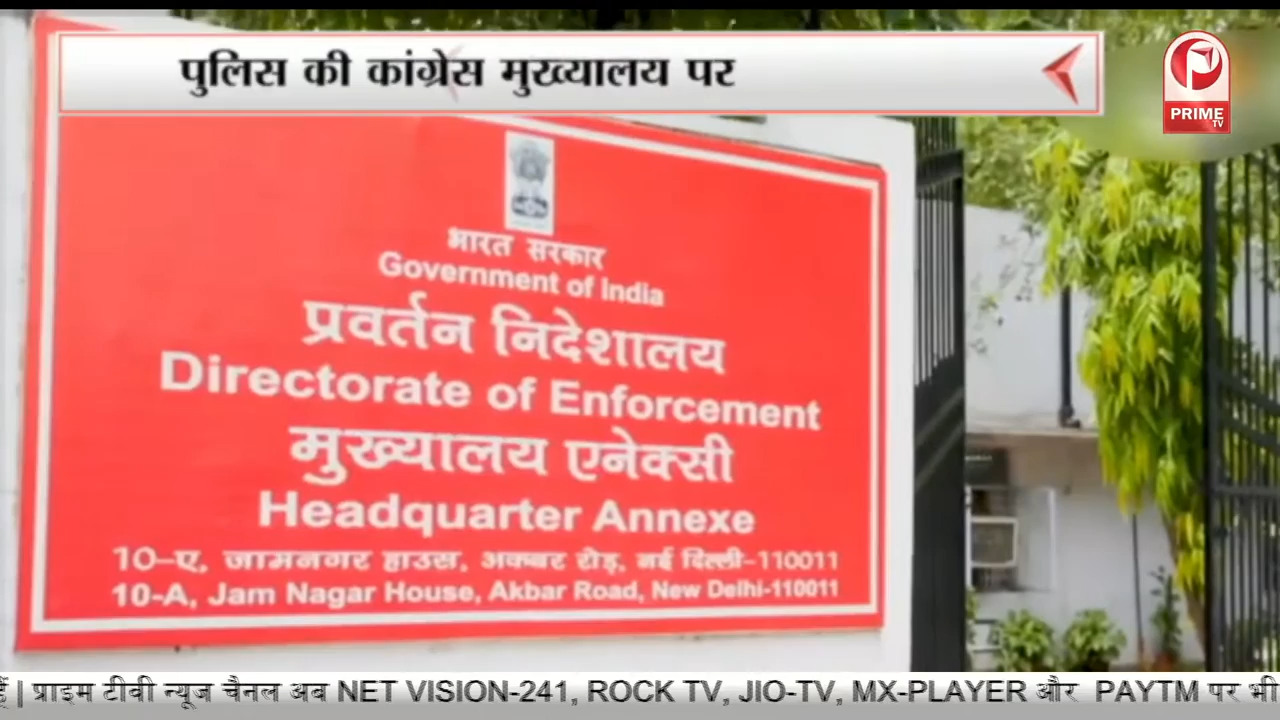 पुलिस की कांग्रेस मुख्यालय पर
PRIME
TV
भारत सरकार
Government of India
प्रवर्तन निदेशालय
Directorate of Enforcement
मुख्यालय एनेक्सी
Headquarter Annexe
10-ए, जामनगर हाउस, अकबर रोड़, नई दिल्ली-110011
10-A, Jam Nagar House, Akbar Road, New Delhi-110011
| प्राइम टीवी न्यूज चैनल अब NET VISION-241, ROCK TV, JIO-TV, MX-PLAYER और PAYTM पर भी